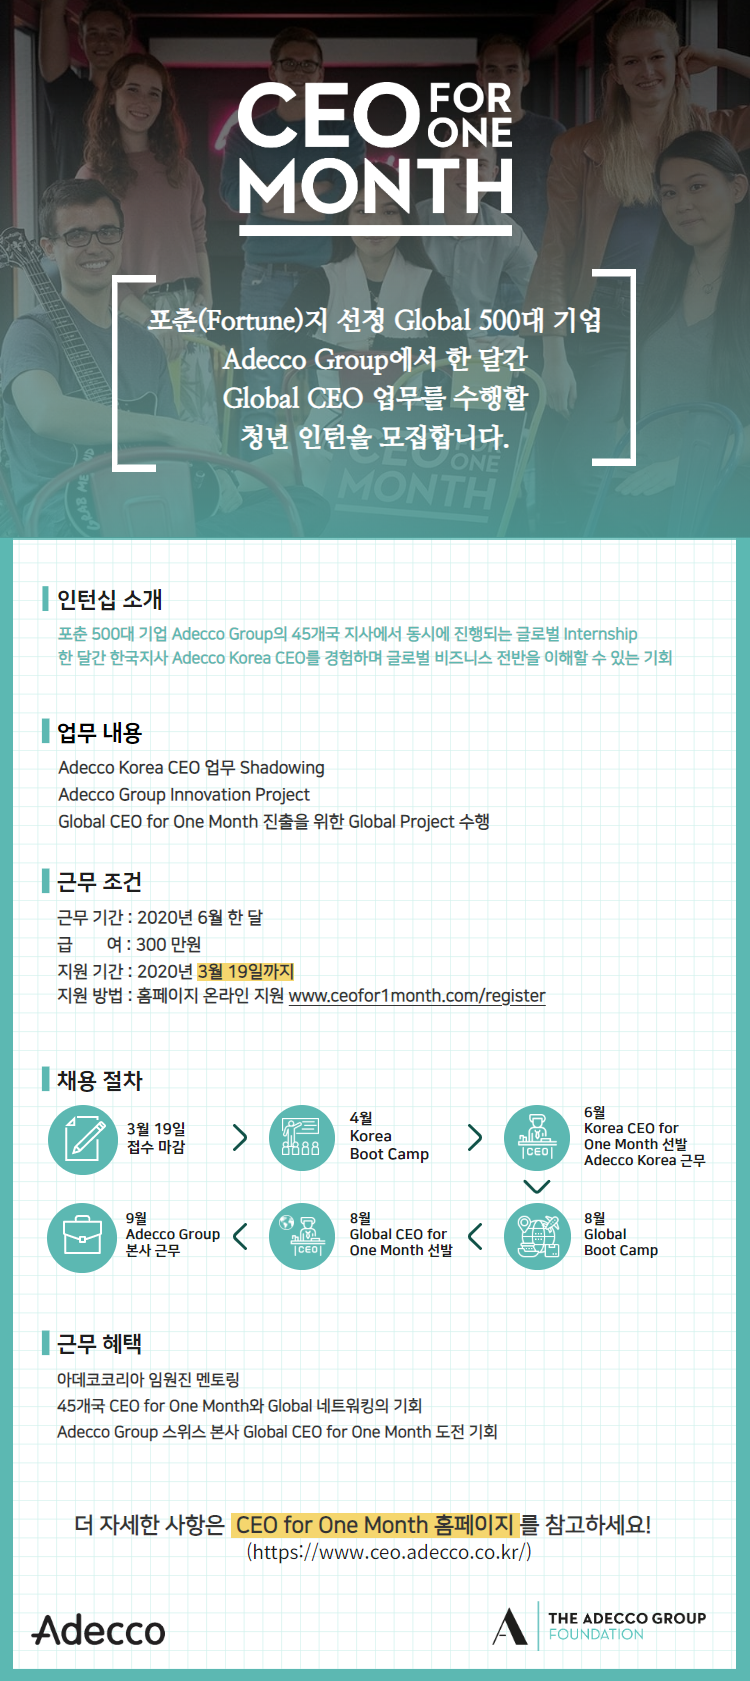 CEO FOR ONE
MONTH
포춘(Fortune)지 선정 Global 500대 기업
Adecco Group에서 한 달간
Global CEO 업무를 수행할
청년 인턴을 모집합니다.
CEO FOR ONE
MONTH
인턴십 소개
포춘 500대 기업 Adecco Group의 45개국 지사에서 동시에 진행되는 글로벌 Internship
한 달간 한국지사 Adecco Korea CEO를 경험하며 글로벌 비즈니스 전반을 이해할 수 있는 기회
업무 내용
Adecco Korea CEO 업무 Shadowing
Adecco Group Innovation Project
Global CEO for One Month 진출을 위한 Global Project 수행
근무 조건
근무 기간 : 2020년 6월 한 달
급 여 : 300 만원
지원 기간 : 2020년 3월 19일까지
지원 방법 : 홈페이지 온라인 지원 www.ceofor1month.com/register
채용 절차
3월 19일
접수 마감
4월
Korea
Boot Camp
CEO
6월
Korea CEO for
One Month 선발
Adecco Korea 근무
8월
Global
Boot Camp
CEO
8월
Global CEO for
One Month 선발
9월
Adecco Group
본사 근무
근무 혜택
아데코코리아 임원진 멘토링
45개국 CEO for One Month와 Global 네트워킹의 기회
Adecco Group 스위스 본사 Global CEO for One Month 도전 기회
더 자세한 사항은 CEO for One Month 홈페이지 를 참고하세요!
(https://www.ceo.adecco.co.kr/)
Adecco
THE ADECCO GROUP
FOUNDATION